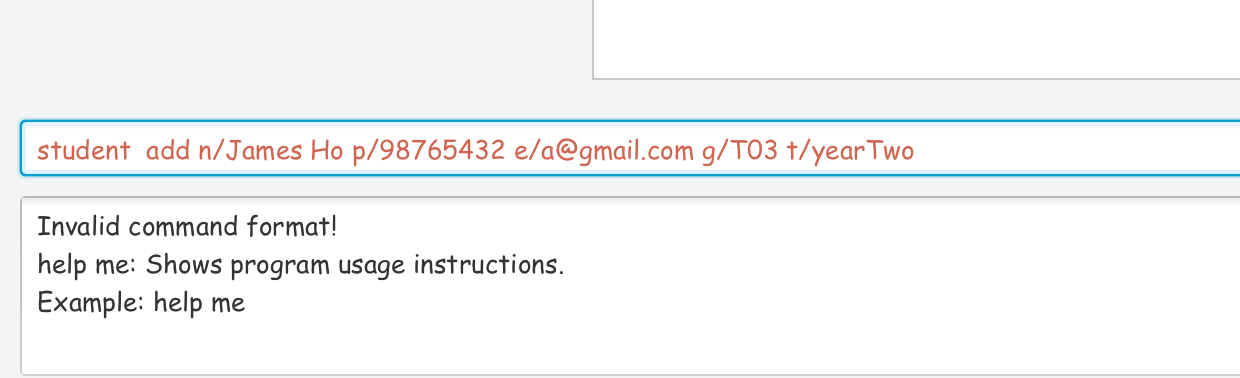 student  add n/James Ho p/98765432 e/a@gmail.com g/T03 t/yearTwo
Invalid command format!
help me: Shows program usage instructions.
Example: help me